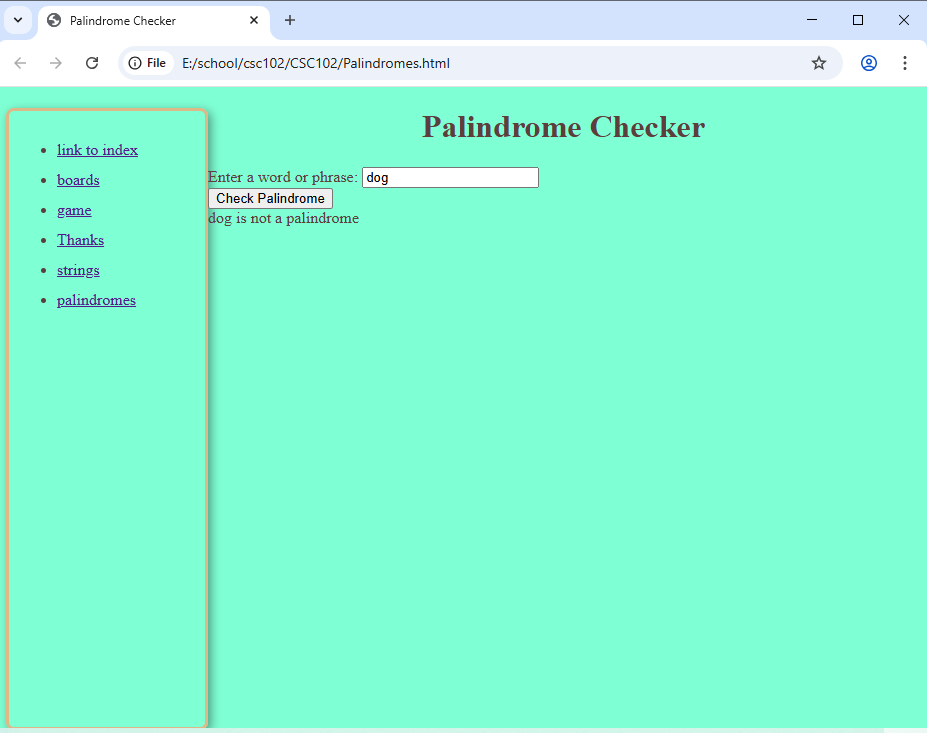 Palindrome Checker
File E:/school/csc102/CSC102/Palindromes.html
link to index
boards
game
Thanks
strings
palindromes
Palindrome Checker
Enter a word or phrase: dog
Check Palindrome
dog is not a palindrome